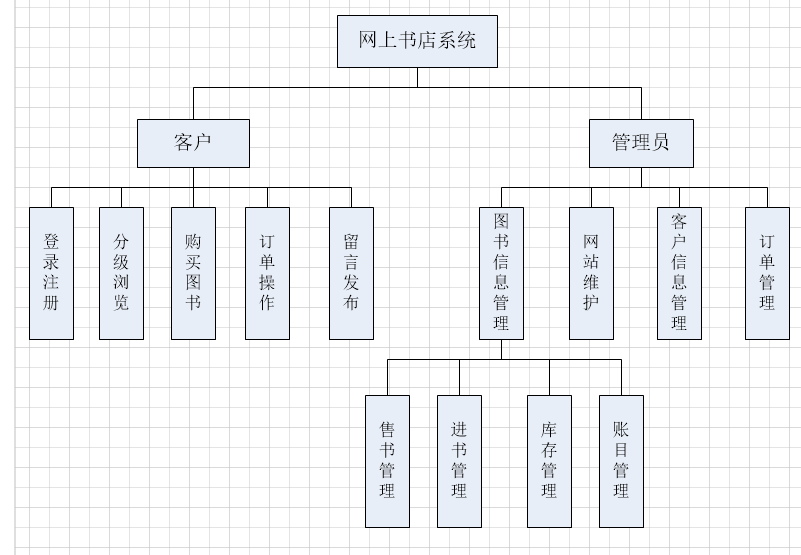 网上书店系统
客户
管理员
登录注册
分级浏览
购买图书
订单操作
留言发布
图书信息管理
网站维护
客户信息管理
订单管理
售书管理
进书管理
库存管理
账目管理